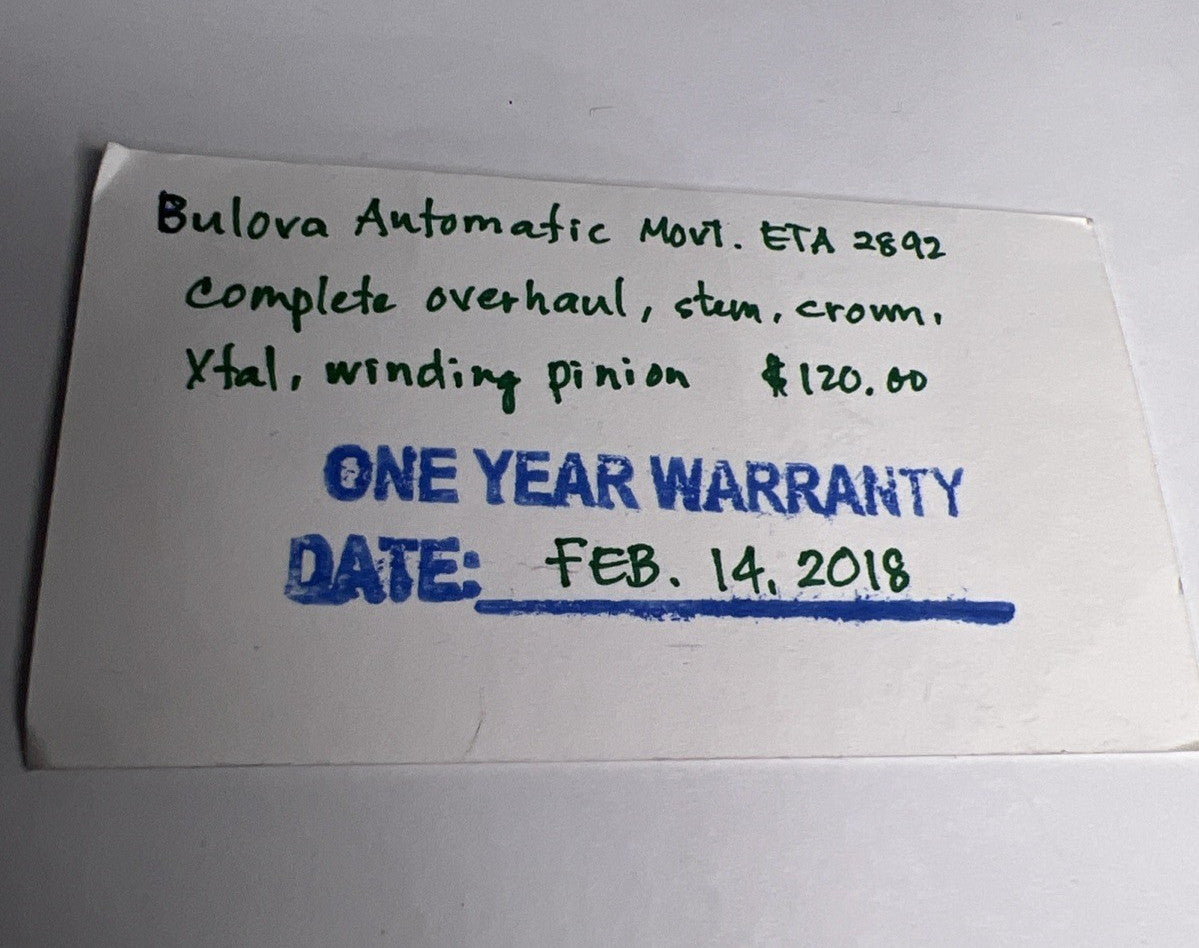 Bulova Automatic Movt. ETA 2892
complete overhaul, stem, crown,
Xtal, winding pinion $120.00
ONE YEAR WARRANTY
DATE: FEB. 14, 2018